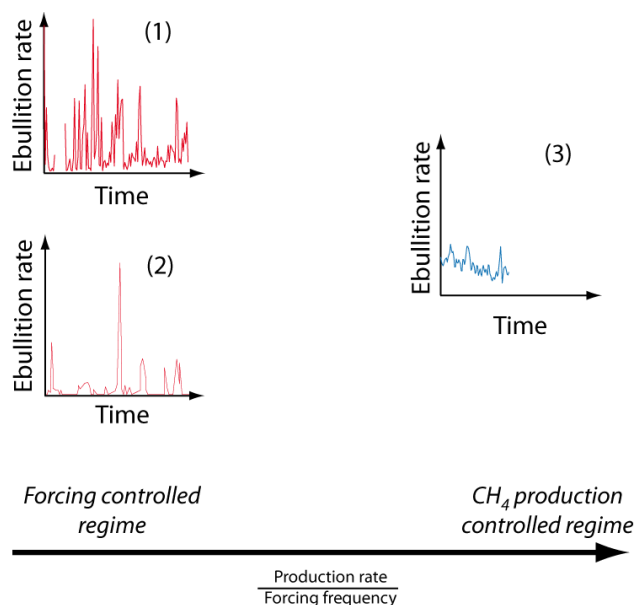 (1)
Ebullition rate
Time
(2)
Ebullition rate
Time
(3)
Ebullition rate
Time
Forcing controlled
regime
CH₄ production
controlled regime
Production rate
Forcing frequency